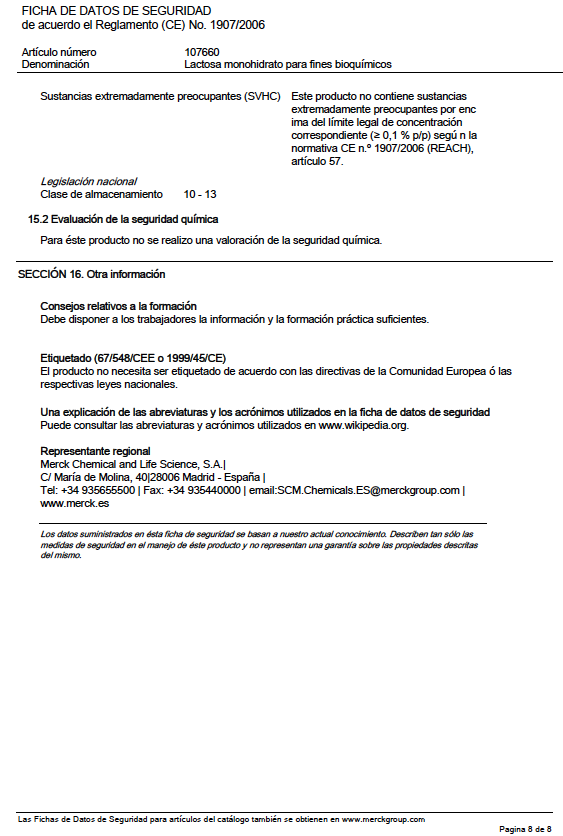 FICHA DE DATOS DE SEGURIDAD
de acuerdo el Reglamento (CE) No. 1907/2006
Artículo número 107660
Denominación Lactosa monohidrato para fines bioquímicos
Sustancias extremadamente preocupantes (SVHC) Este producto no contiene sustancias
extremadamente preocupantes por enc
ima del límite legal de concentración
correspondiente (≥ 0,1 % p/p) segú n la
normativa CE n.º 1907/2006 (REACH),
artículo 57.
Legislación nacional
Clase de almacenamiento 10 - 13
15.2 Evaluación de la seguridad química
Para éste producto no se realizo una valoración de la seguridad química.
SECCIÓN 16. Otra información
Consejos relativos a la formación
Debe disponer a los trabajadores la información y la formación práctica suficientes.
Etiquetado (67/548/CEE o 1999/45/CE)
El producto no necesita ser etiquetado de acuerdo con las directivas de la Comunidad Europea ó las
respectivas leyes nacionales.
Una explicación de las abreviaturas y los acrónimos utilizados en la ficha de datos de seguridad
Puede consultar las abreviaturas y acrónimos utilizados en www.wikipedia.org.
Representante regional
Merck Chemical and Life Science, S.A.|
C/ María de Molina, 40|28006 Madrid - España |
Tel: +34 935655500 | Fax: +34 935440000 | email:SCM.Chemicals.ES@merckgroup.com |
www.merck.es
Los datos suministrados en ésta ficha de seguridad se basan a nuestro actual conocimiento. Describen tan sólo las
medidas de seguridad en el manejo de éste producto y no representan una garantía sobre las propiedades descritas
del mismo.
Las Fichas de Datos de Seguridad para artículos del catálogo también se obtienen en www.merckgroup.com
Pagina 8 de 8